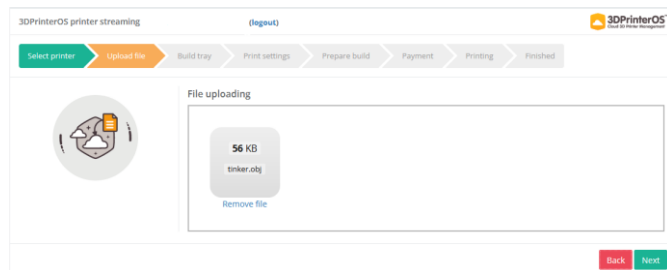 3DPrinterOS printer streaming (logout) 3DPrinterOS™
Cloud 3D Printer Management
Select printer Upload file Build tray Print settings Prepare build Payment Printing Finished
File uploading
56 KB
tinker.obj
Remove file
Back Next